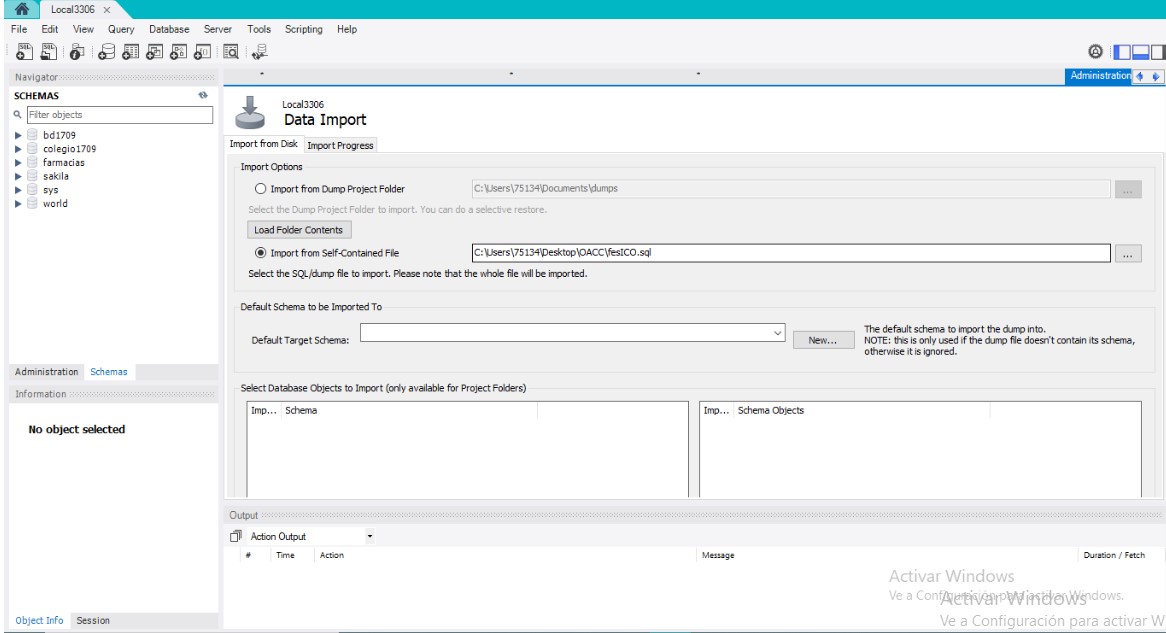 Local3306 ×
File Edit View Query Database Server Tools Scripting Help
Administration
Navigator
SCHEMAS
Filter objects
bd1709
colegio1709
farmacias
sakila
sys
world
Administration Schemas
Information
No object selected
Object Info Session
Local3306
Data Import
Import from Disk Import Progress
Import Options
Import from Dump Project Folder C:\Users\75134\Documents\dumps ...
Select the Dump Project Folder to import. You can do a selective restore.
Load Folder Contents
Import from Self-Contained File C:\Users\75134\Desktop\OACC\fesICO.sql ...
Select the SQL/dump file to import. Please note that the whole file will be imported.
Default Schema to be Imported To
Default Target Schema: New...
The default schema to import the dump into.
NOTE: this is only used if the dump file doesn't contain its schema,
otherwise it is ignored.
Select Database Objects to Import (only available for Project Folders)
Imp... Schema
Imp... Schema Objects
Output
Action Output
# Time Action Message Duration / Fetch
Activar Windows
Ve a Configuración para activar Windows.
Activar Windows
Ve a Configuración para activar W